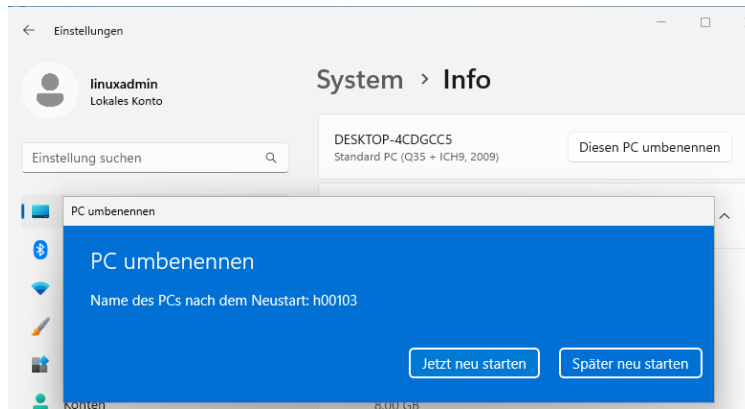 Einstellungen
linuxadmin
Lokales Konto
Einstellung suchen
System > Info
DESKTOP-4CDGCC5
Standard PC (Q35 + ICH9, 2009)
Diesen PC umbenennen
PC umbenennen
PC umbenennen
Name des PCs nach dem Neustart: h00103
Jetzt neu starten
Später neu starten
Konten
8,00 GB